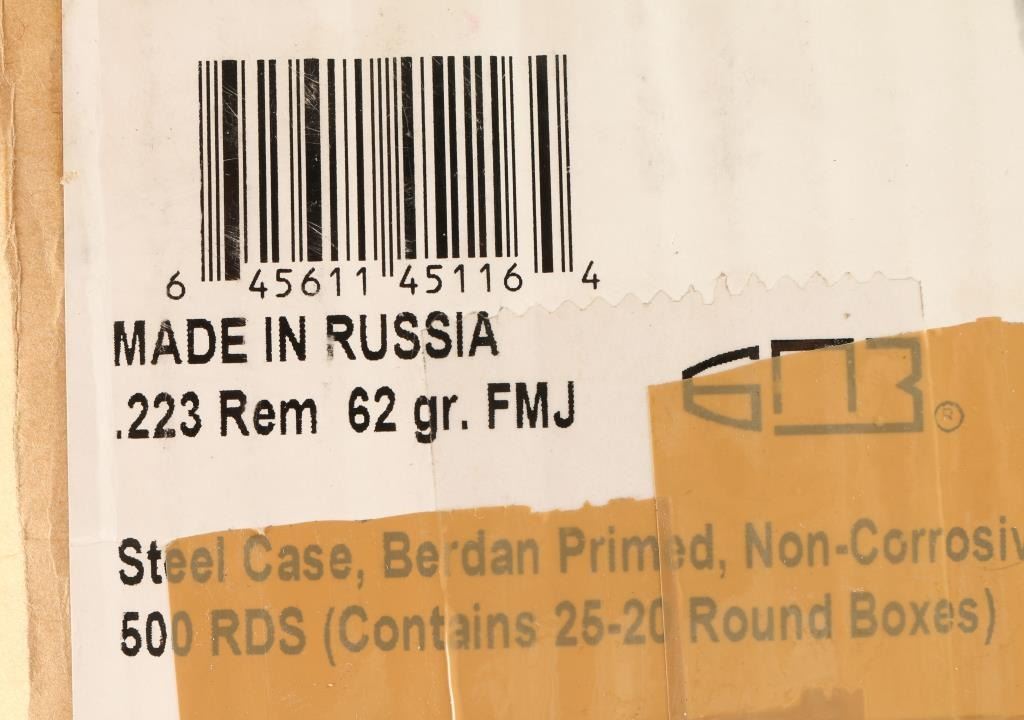 6 45611 45116 4
MADE IN RUSSIA
.223 Rem 62 gr. FMJ
®
Steel Case, Berdan Primed, Non-Corrosiv
500 RDS (Contains 25-20 Round Boxes)